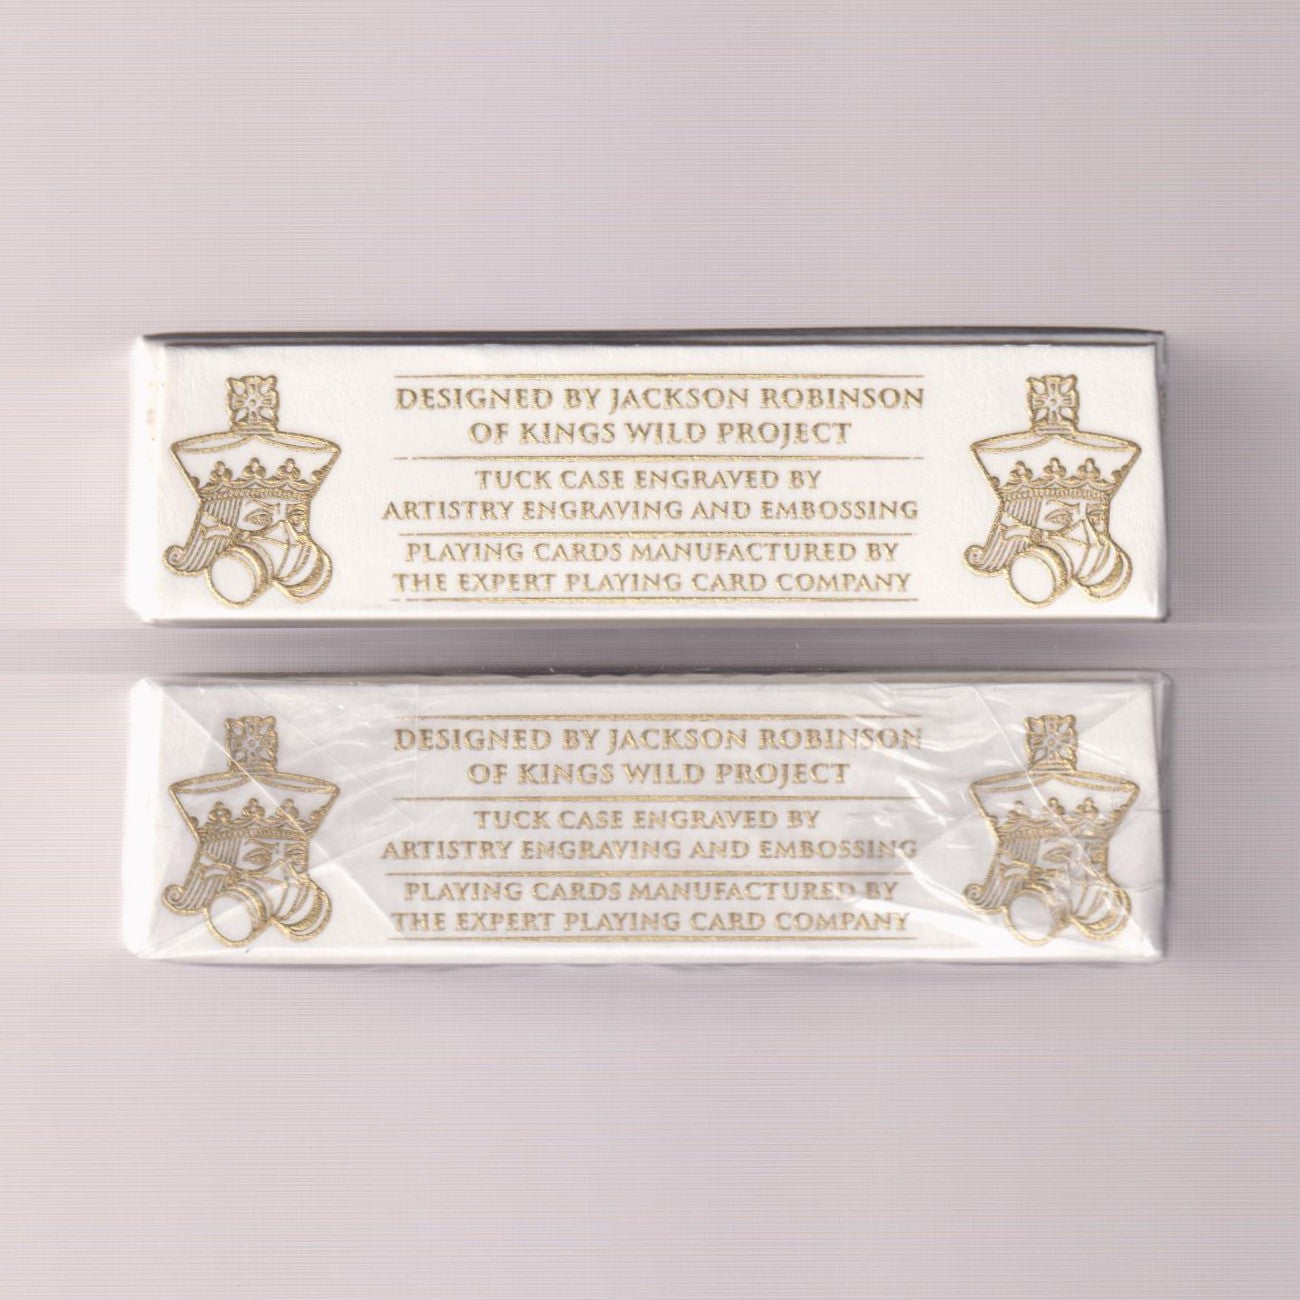 DESIGNED BY JACKSON ROBINSON
OF KINGS WILD PROJECT
TUCK CASE ENGRAVED BY
ARTISTRY ENGRAVING AND EMBOSSING
PLAYING CARDS MANUFACTURED BY
THE EXPERT PLAYING CARD COMPANY
DESIGNED BY JACKSON ROBINSON
OF KINGS WILD PROJECT
TUCK CASE ENGRAVED BY
ARTISTRY ENGRAVING AND EMBOSSING
PLAYING CARDS MANUFACTURED BY
THE EXPERT PLAYING CARD COMPANY